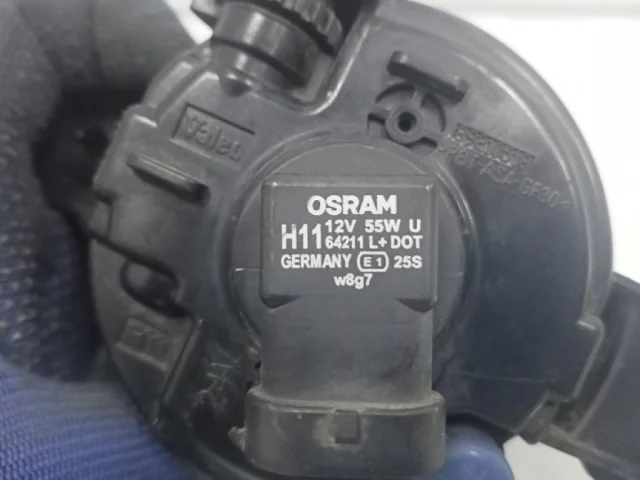 Valeo
OSRAM
H11 12V 55W U
64211 L+ DOT
GERMANY E1 25S
w8g7